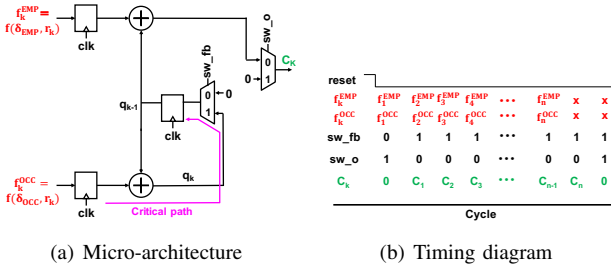 f_k^EMP=
f(δ_EMP, r_k)
clk
+
sw_o
0
1
C_K
0
sw_fb
0
1
0
q_k-1
clk
f_k^OCC=
f(δ_OCC, r_k)
clk
+
q_k
Critical path
(a) Micro-architecture
reset
f_k^EMP f_1^EMP f_2^EMP f_3^EMP f_4^EMP ••• f_n^EMP x x
f_k^OCC f_1^OCC f_2^OCC f_3^OCC f_4^OCC ••• f_n^OCC x x
sw_fb 0 1 1 1 ••• 1 1 1
sw_o 1 0 0 0 ••• 0 0 1
C_k 0 C_1 C_2 C_3 ••• C_n-1 C_n 0
Cycle
(b) Timing diagram